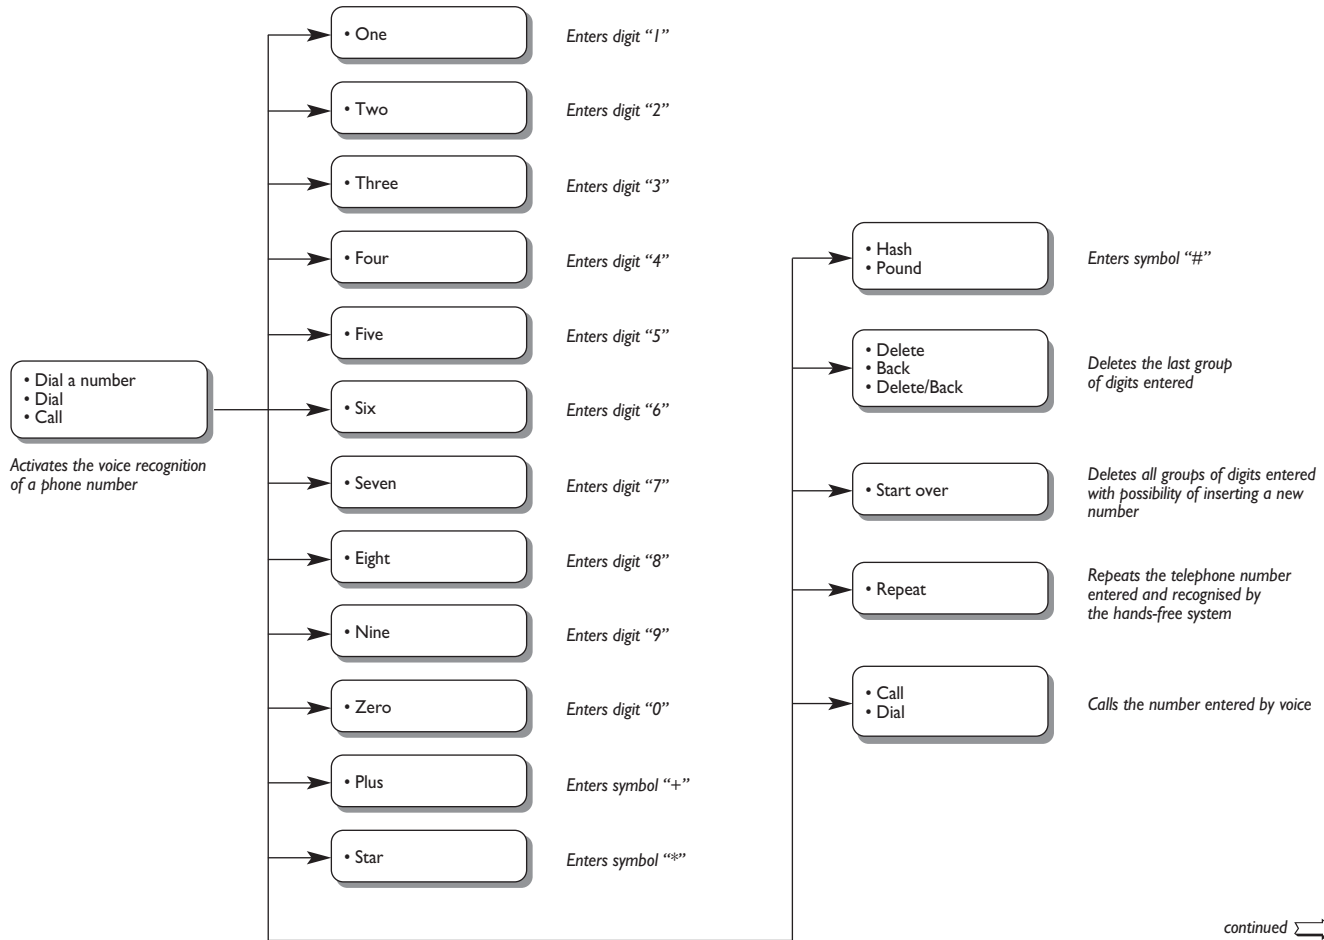 • Dial a number
• Dial
• Call
Activates the voice recognition
of a phone number
• One
Enters digit “1”
• Two
Enters digit “2”
• Three
Enters digit “3”
• Four
Enters digit “4”
• Five
Enters digit “5”
• Six
Enters digit “6”
• Seven
Enters digit “7”
• Eight
Enters digit “8”
• Nine
Enters digit “9”
• Zero
Enters digit “0”
• Plus
Enters symbol “+”
• Star
Enters symbol “*”
• Hash
• Pound
Enters symbol “#”
• Delete
• Back
• Delete/Back
Deletes the last group
of digits entered
• Start over
Deletes all groups of digits entered
with possibility of inserting a new
number
• Repeat
Repeats the telephone number
entered and recognised by
the hands-free system
• Call
• Dial
Calls the number entered by voice
continued